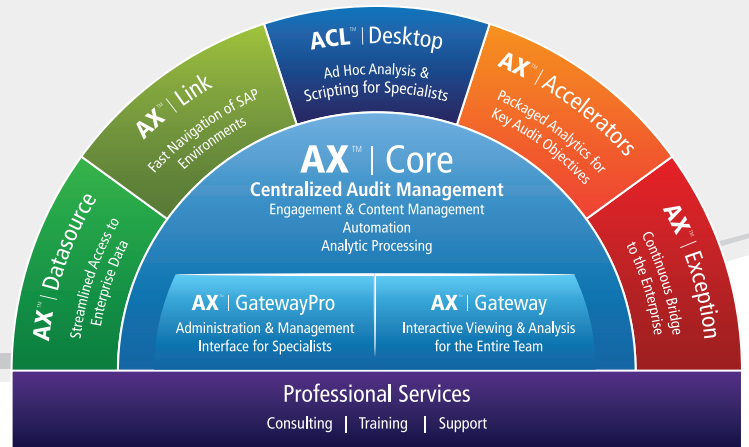 AX™ | Datasource
Streamlined Access to
Enterprise Data
AX™ | Link
Fast Navigation of SAP
Environments
ACL™ | Desktop
Ad Hoc Analysis &
Scripting for Specialists
AX™ | Accelerators
Packaged Analytics for
Key Audit Objectives
AX™ | Exception
Continuous Bridge
to the Enterprise
AX™ | Core
Centralized Audit Management
Engagement & Content Management
Automation
Analytic Processing
AX™ | GatewayPro
Administration & Management
Interface for Specialists
AX™ | Gateway
Interactive Viewing & Analysis
for the Entire Team
Professional Services
Consulting | Training | Support